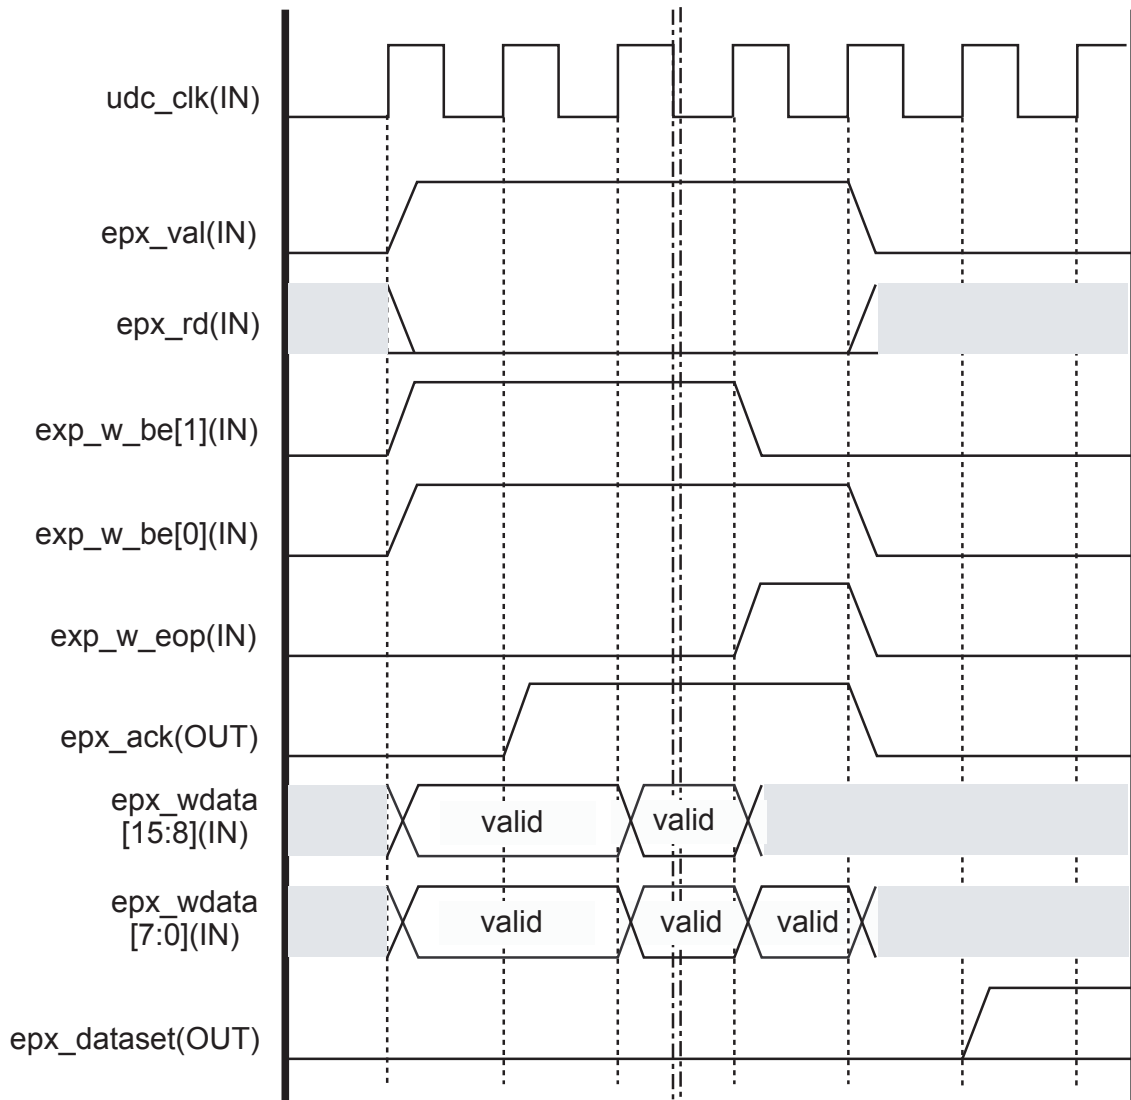 udc_clk(IN)
epx_val(IN)
epx_rd(IN)
exp_w_be[1](IN)
exp_w_be[0](IN)
exp_w_eop(IN)
epx_ack(OUT)
epx_wdata
[15:8](IN)
valid valid
epx_wdata
[7:0](IN)
valid valid valid
epx_dataset(OUT)